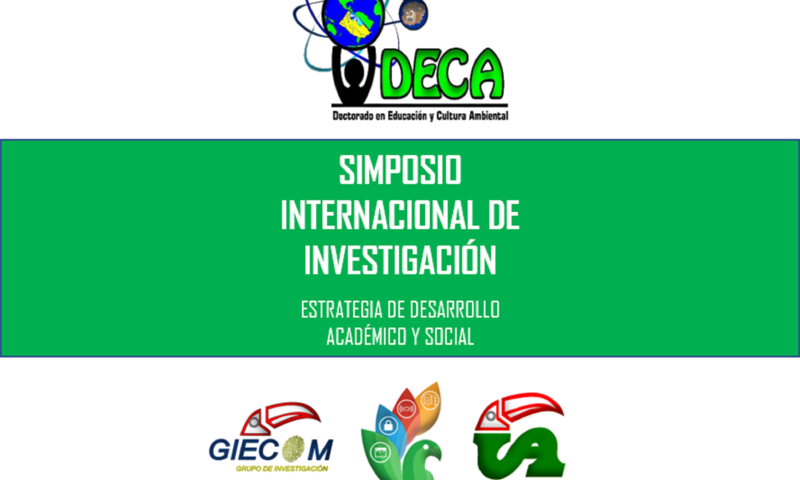 DECA
Doctorado en Educación y Cultura Ambiental
SIMPOSIO
INTERNACIONAL DE
INVESTIGACIÓN
ESTRATEGIA DE DESARROLLO
ACADÉMICO Y SOCIAL
GIECOM
GRUPO DE INVESTIGACIÓN